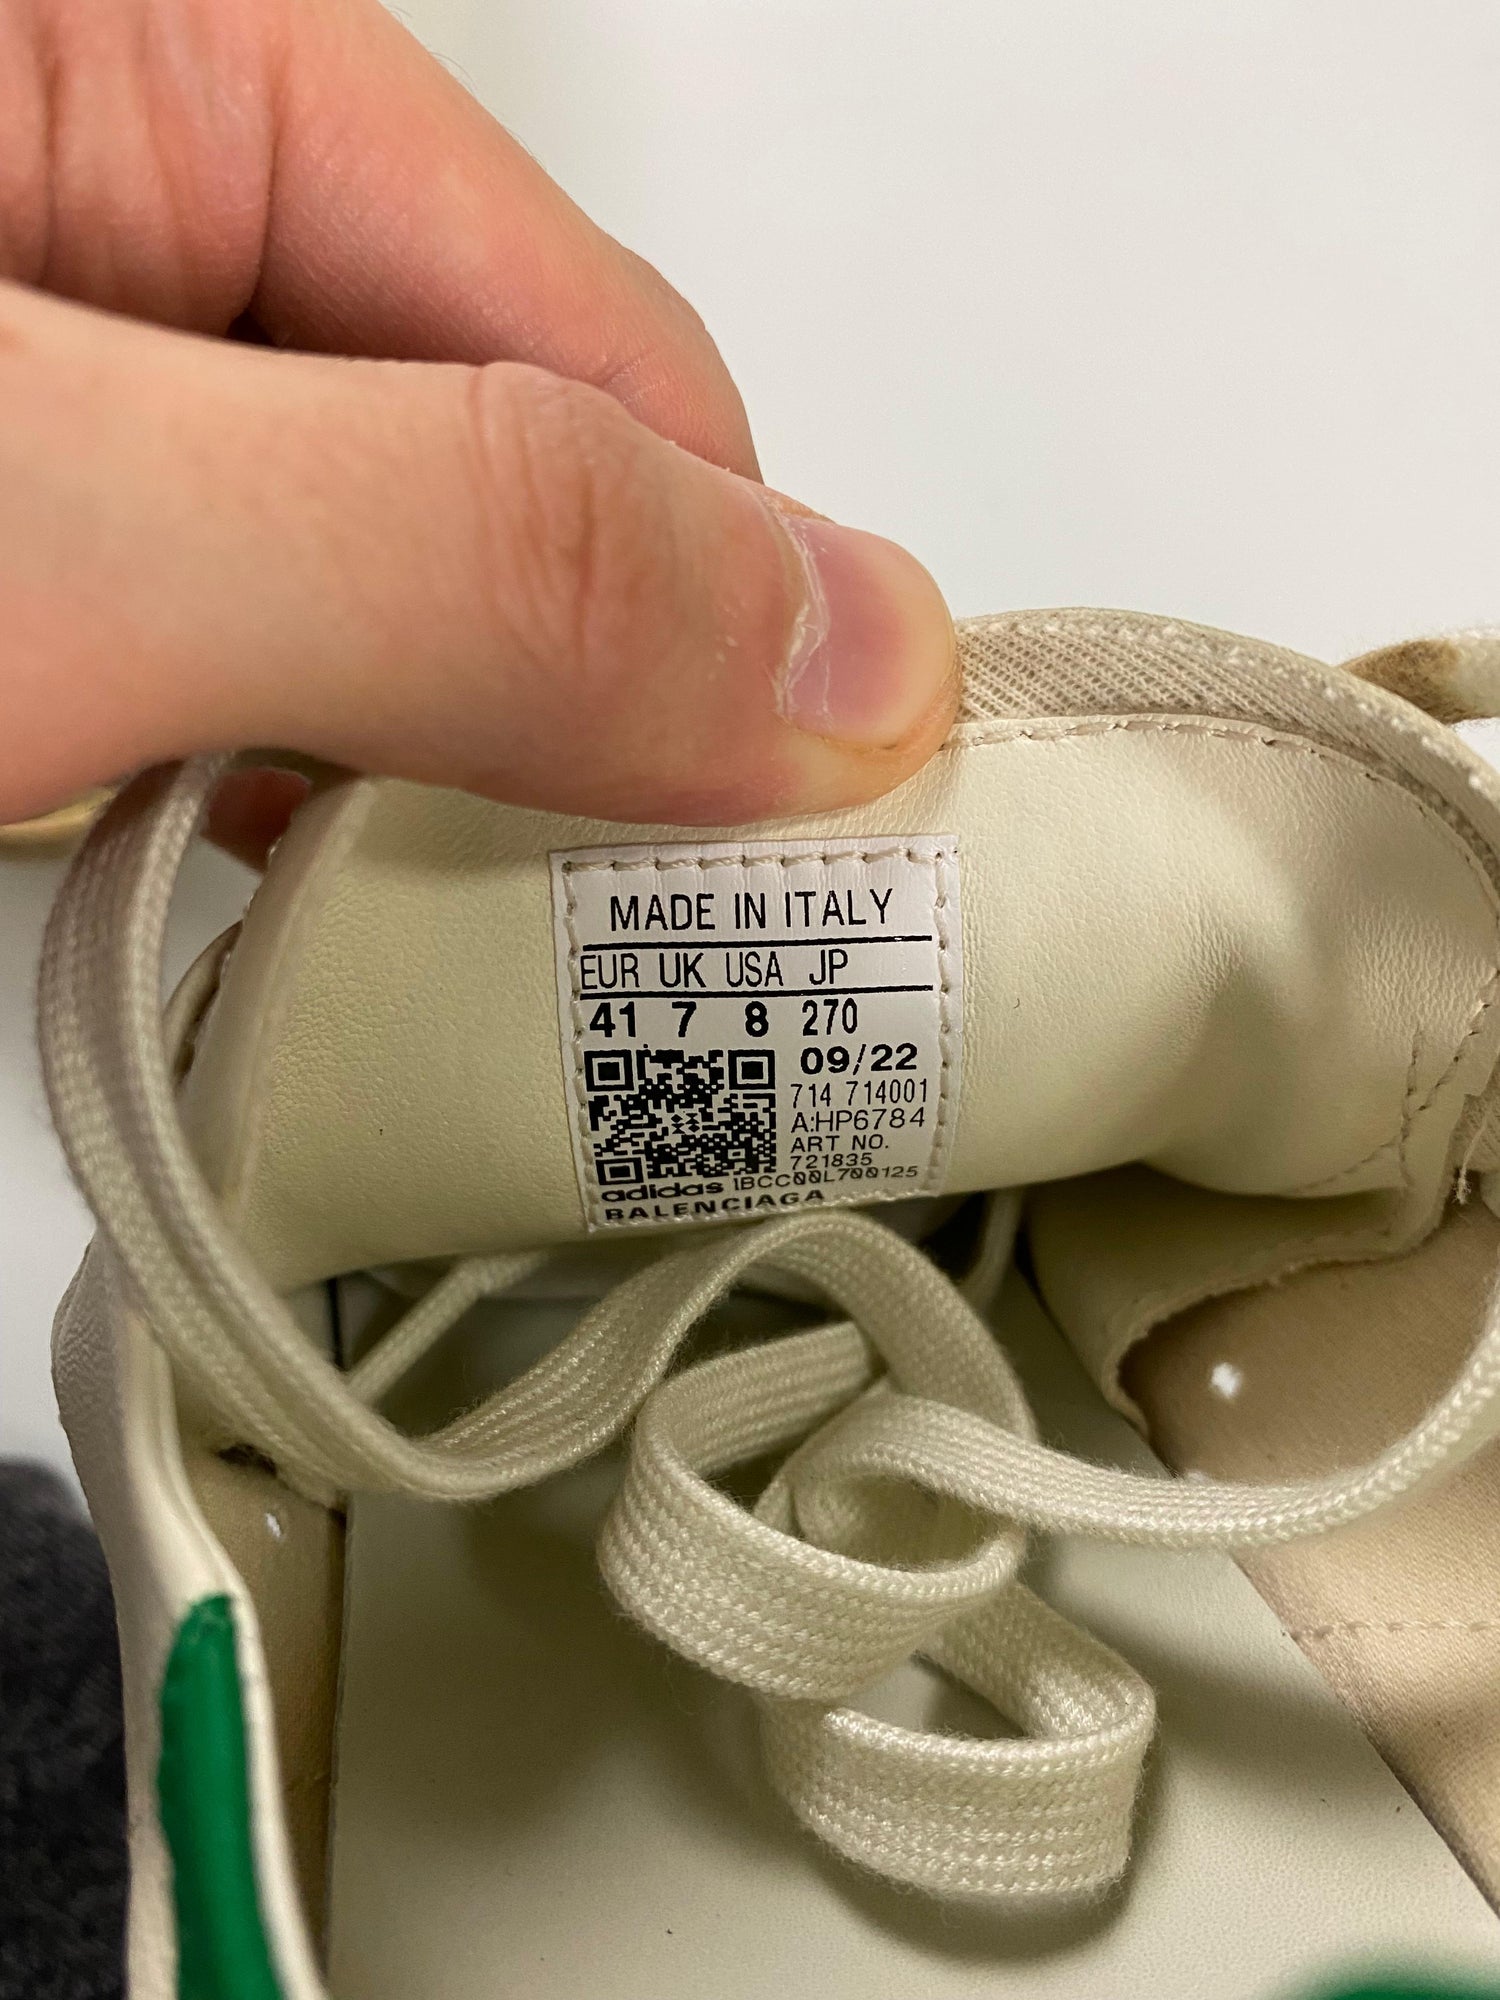 MADE IN ITALY
EUR UK USA JP
41 7 8 270
09/22
714 714001
A:HP6784
ART NO.
721835
adidas 1BCC00L700125
BALENCIAGA